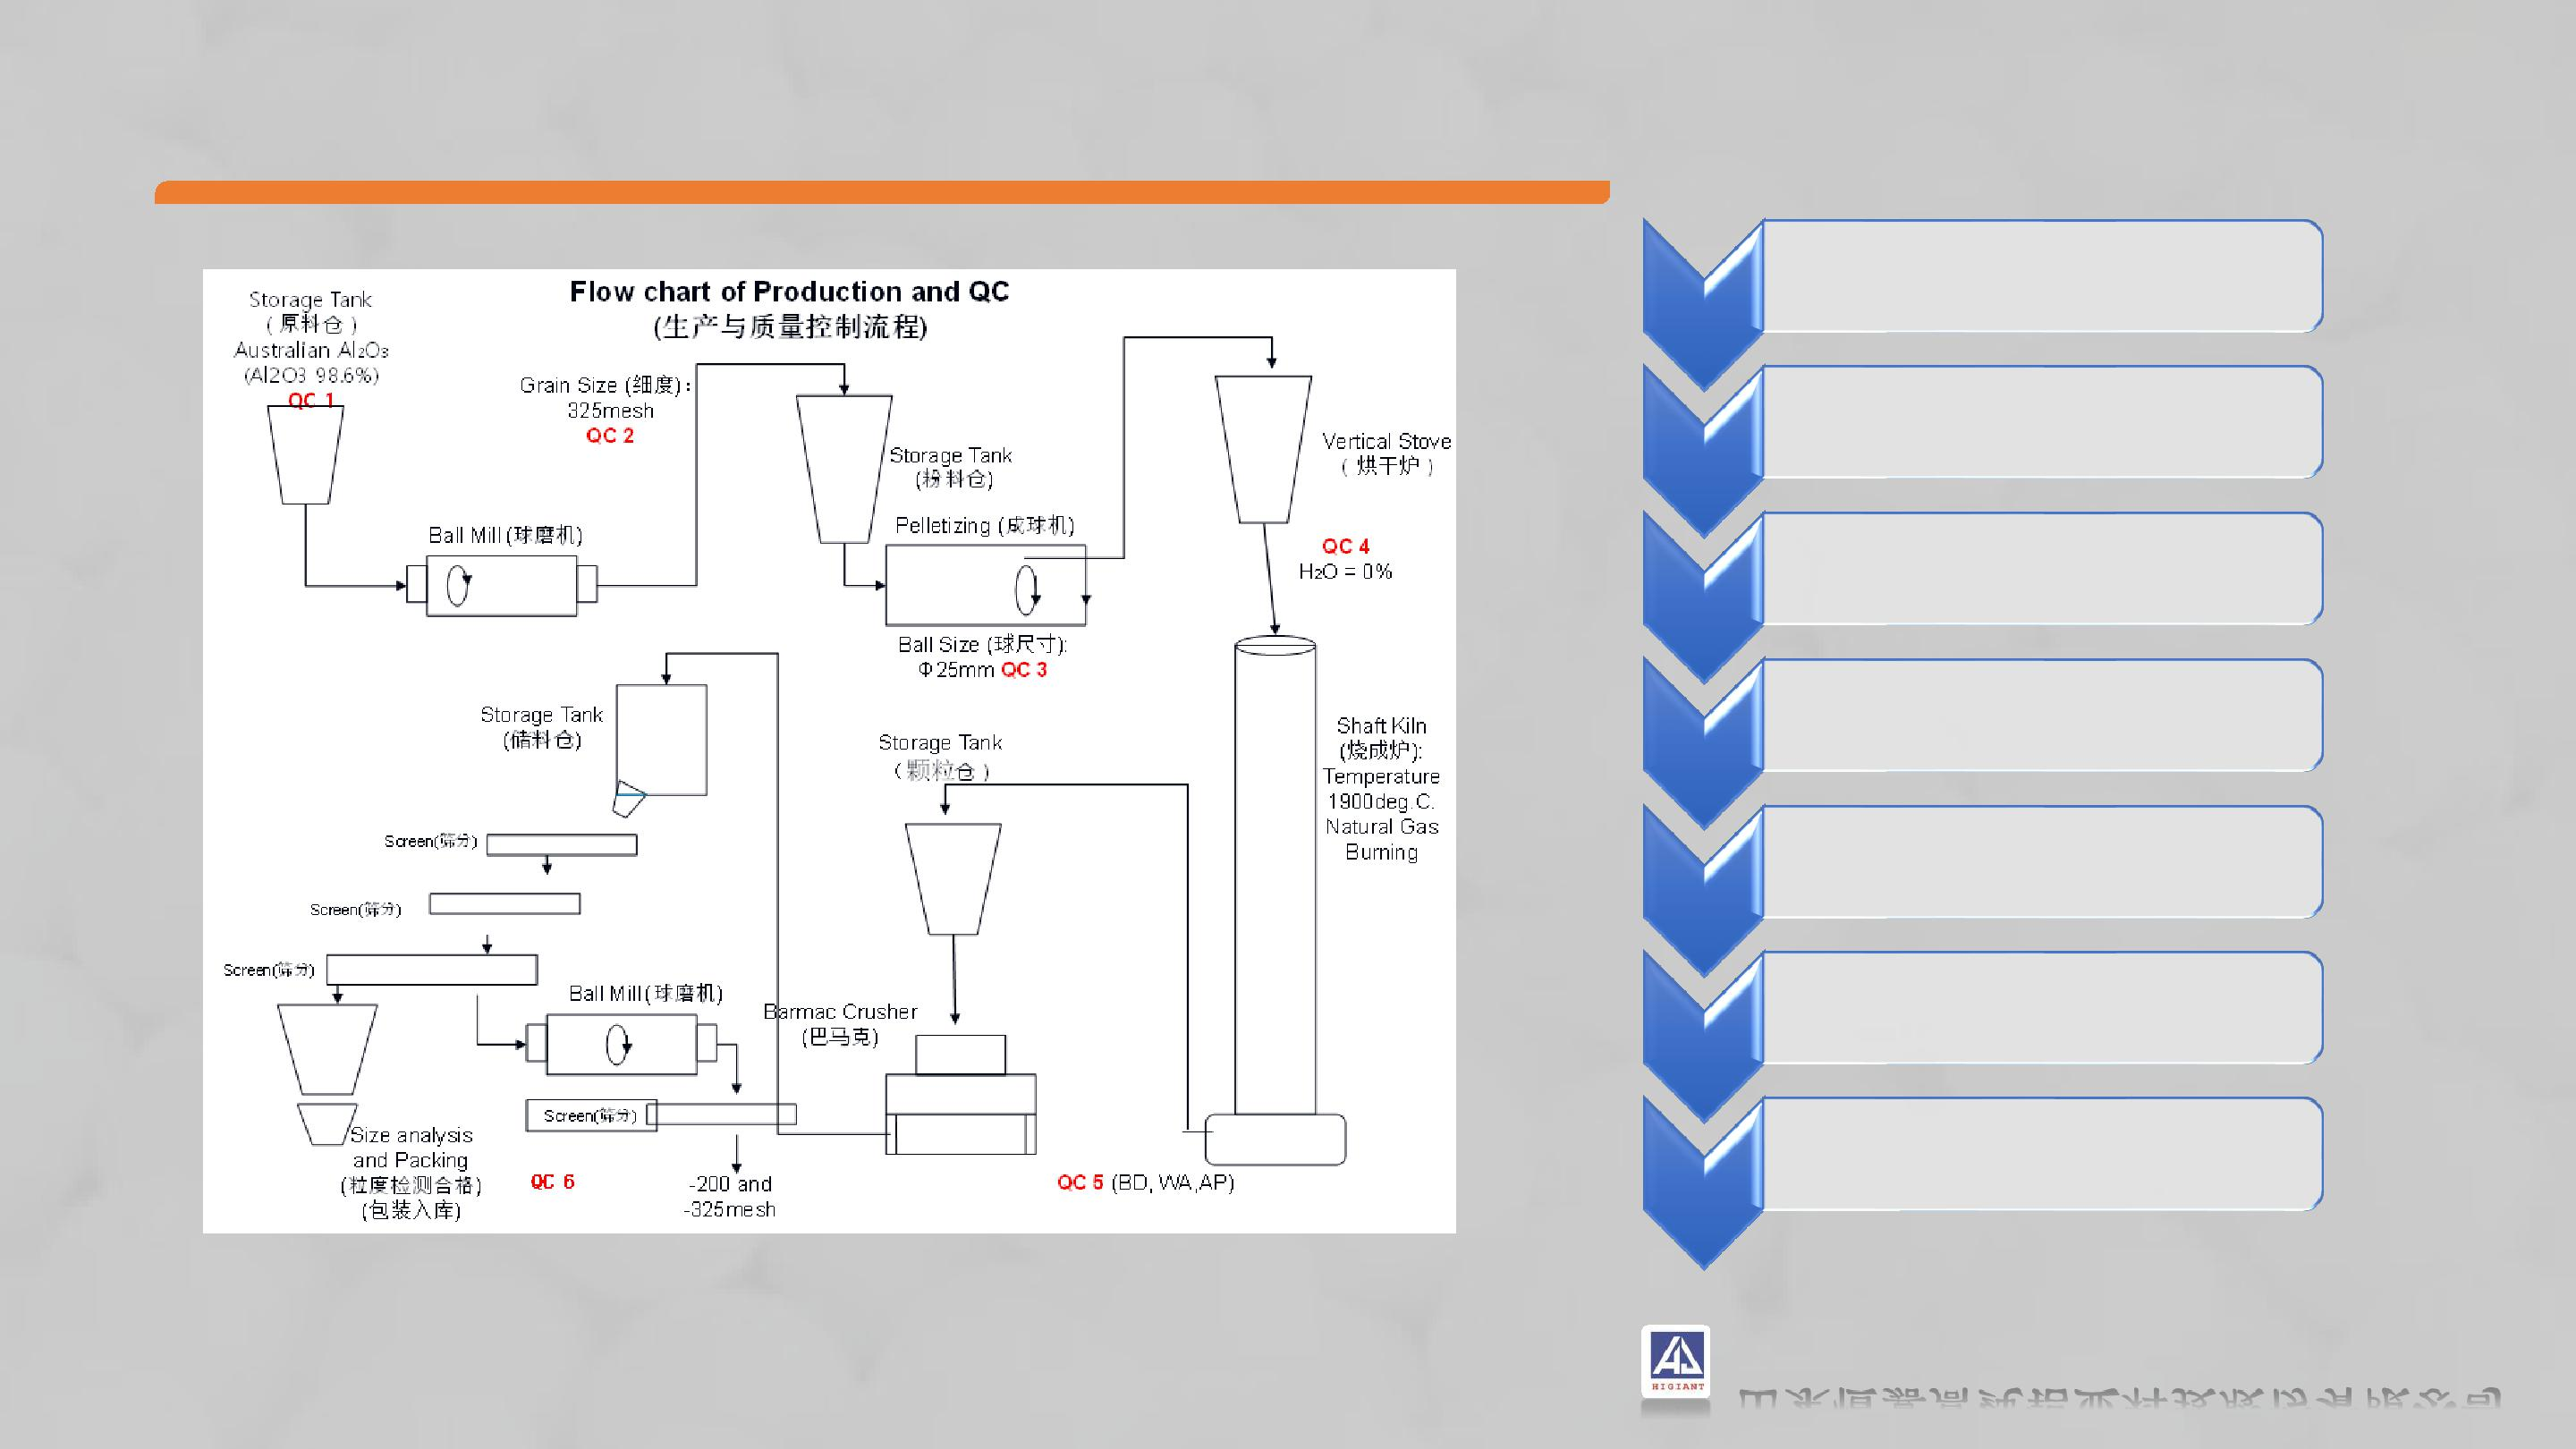 Flow chart of Production and QC
(生产与质量控制流程)
Storage Tank
(原料仓)
Australian Al₂O₃
(Al2O3 98.6%)
QC 1
Ball Mill (球磨机)
Grain Size (细度):
325mesh
QC 2
Storage Tank
(粉料仓)
Pelletizing (成球机)
Ball Size (球尺寸):
Φ25mm QC 3
Vertical Stove
(烘干炉)
QC 4
H₂O = 0%
Shaft Kiln
(烧成炉):
Temperature
1900deg.C.
Natural Gas
Burning
QC 5 (BD, WA,AP)
Storage Tank
(颗粒仓)
Barmac Crusher
(巴马克)
Storage Tank
(储料仓)
Screen(筛分)
Screen(筛分)
Screen(筛分)
Ball Mill(球磨机)
Screen(筛分)
-200 and
-325mesh
Size analysis
and Packing
(粒度检测合格)
(包装入库)
QC 6
HIGIANT